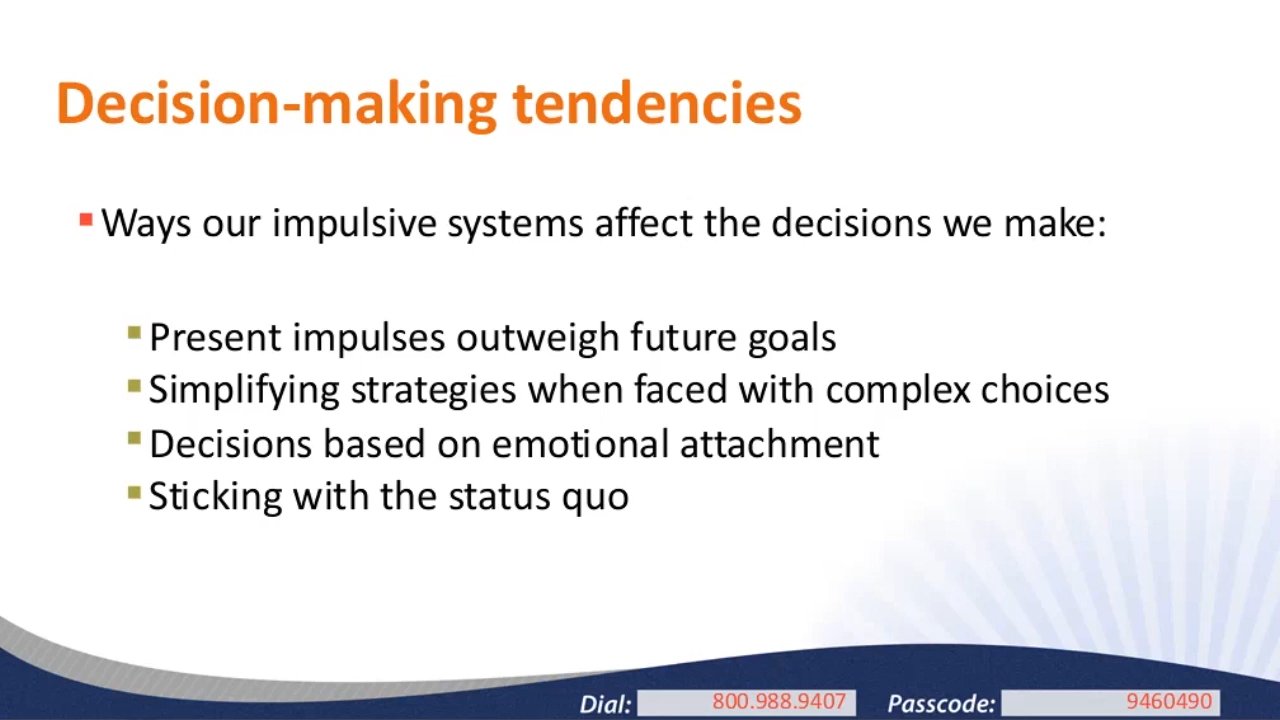 Decision-making tendencies
Ways our impulsive systems affect the decisions we make:
Present impulses outweigh future goals
Simplifying strategies when faced with complex choices
Decisions based on emotional attachment
Sticking with the status quo
Dial: 800.988.9407 Passcode: 9460490